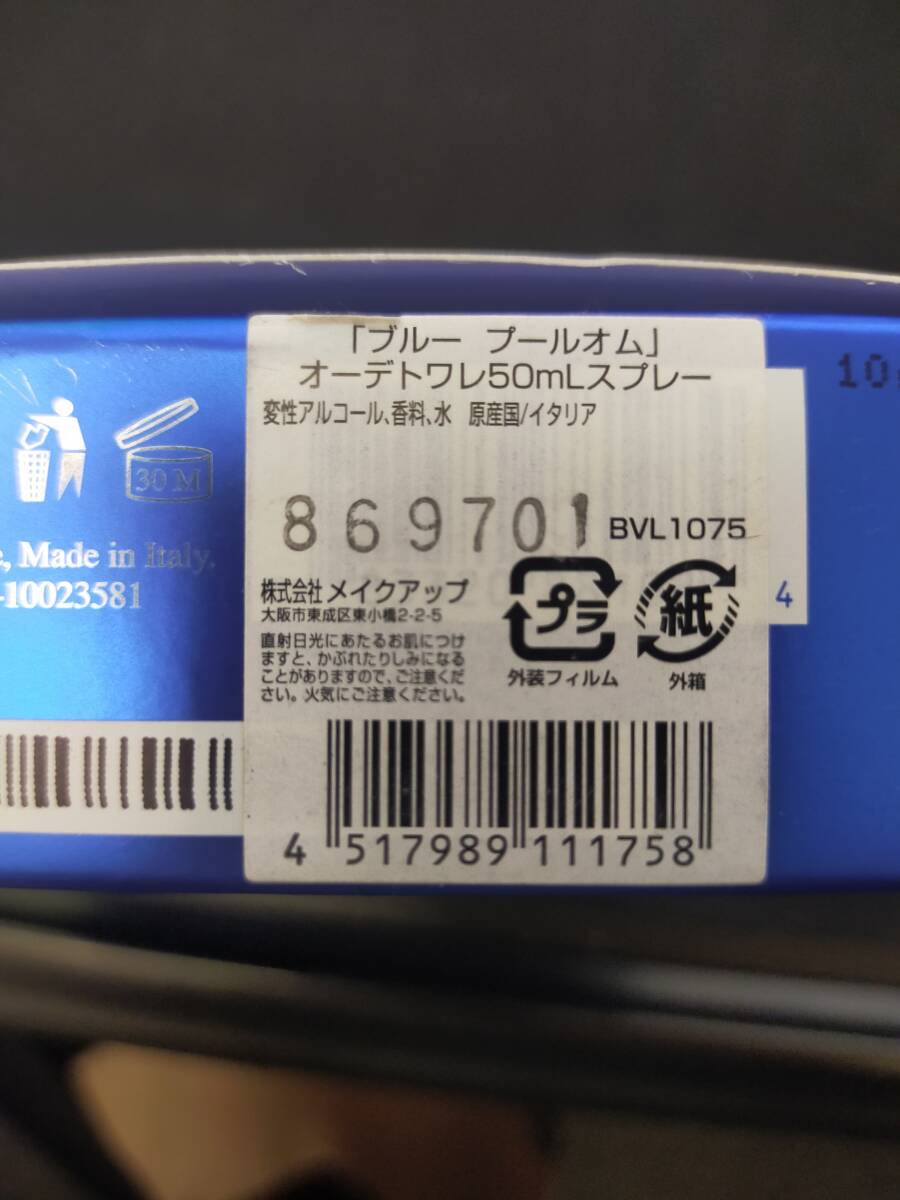 「ブルー プールオム」
オーデトワレ50mLスプレー
変性アルコール、香料、水 原産国/イタリア
869701 BVL1075
株式会社 メイクアップ
大阪市東成区東小橋2-2-5
直射日光にあたるお肌につけ
ますと、かぶれたりしみになる
ことがありますので、ご注意くだ
さい。火気にご注意ください。
プラ
外装フィルム
紙
外箱
4 517989 111758
30 M
, Made in Italy.
-10023581
4
10